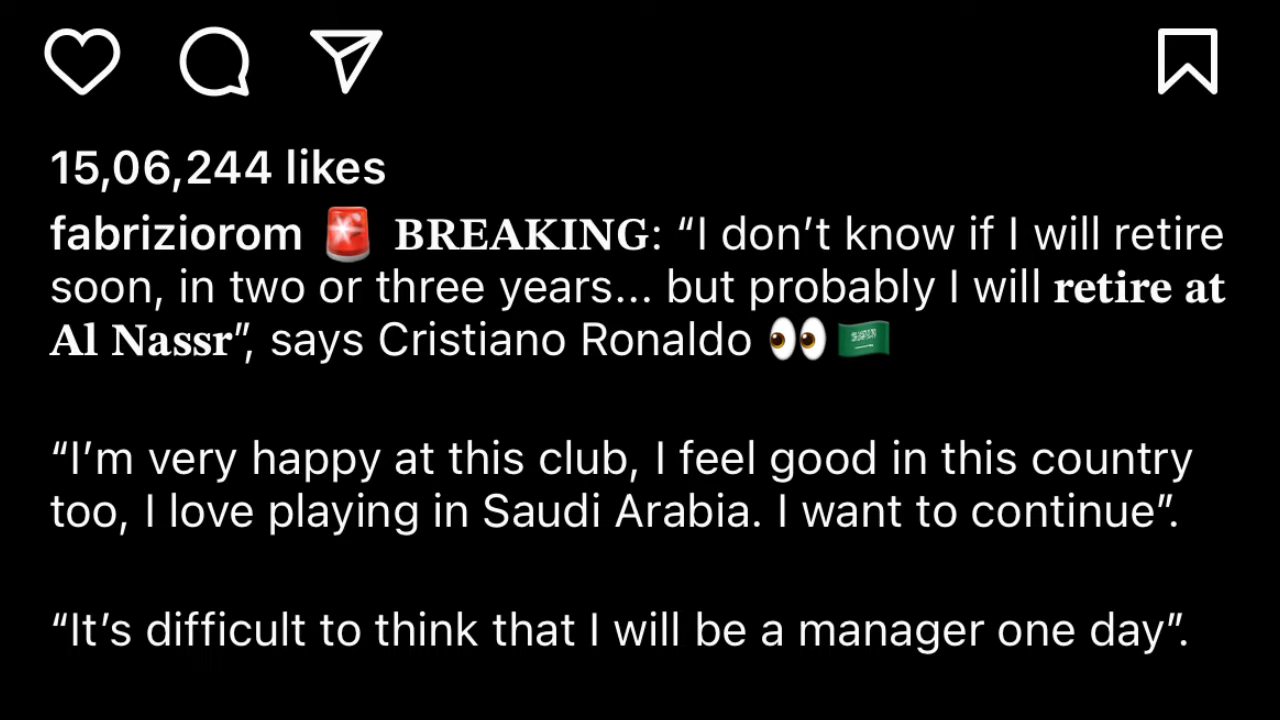 15,06,244 likes
fabriziorom 🚨 BREAKING: “I don’t know if I will retire
soon, in two or three years... but probably I will retire at
Al Nassr”, says Cristiano Ronaldo 👀🇸🇦
“I’m very happy at this club, I feel good in this country
too, I love playing in Saudi Arabia. I want to continue”.
“It’s difficult to think that I will be a manager one day”.